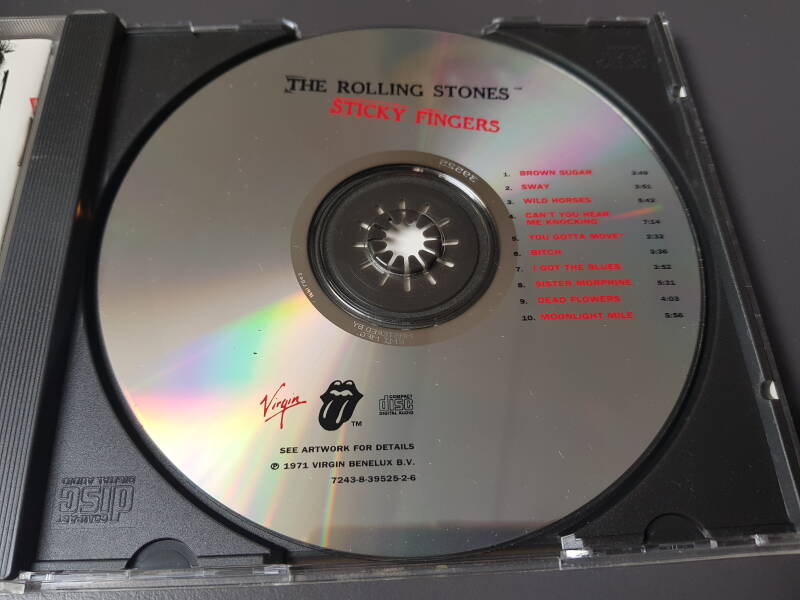 THE ROLLING STONES™
STICKY FINGERS
39252
1. BROWN SUGAR 3:49
2. SWAY 3:51
3. WILD HORSES 5:42
4. CAN'T YOU HEAR
ME KNOCKING 7:14
5. YOU GOTTA MOVE* 2:32
6. BITCH 3:36
7. I GOT THE BLUES 3:52
8. SISTER MORPHINE 5:31
9. DEAD FLOWERS 4:03
10. MOONLIGHT MILE 5:56
MASTERED BY
Virgin
TM
COMPACT
disc
DIGITAL AUDIO
SEE ARTWORK FOR DETAILS
℗ 1971 VIRGIN BENELUX B.V.
7243-8-39525-2-6
COMPACT
disc
DIGITAL AUDIO